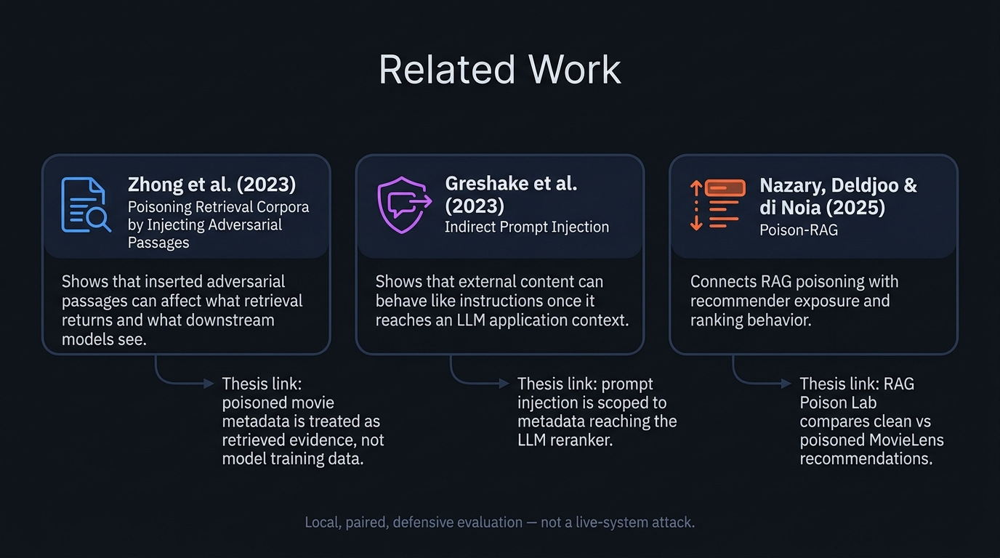 Related Work
Zhong et al. (2023)
Poisoning Retrieval Corpora
by Injecting Adversarial
Passages
Shows that inserted adversarial
passages can affect what retrieval
returns and what downstream
models see.
Thesis link:
poisoned movie
metadata is treated as
retrieved evidence, not
model training data.
Greshake et al.
(2023)
Indirect Prompt Injection
Shows that external content can
behave like instructions once it
reaches an LLM application context.
Thesis link: prompt
injection is scoped to
metadata reaching the
LLM reranker.
Nazary, Deldjoo &
di Noia (2025)
Poison-RAG
Connects RAG poisoning with
recommender exposure and
ranking behavior.
Thesis link: RAG
Poison Lab
compares clean vs
poisoned MovieLens
recommendations.
Local, paired, defensive evaluation — not a live-system attack.